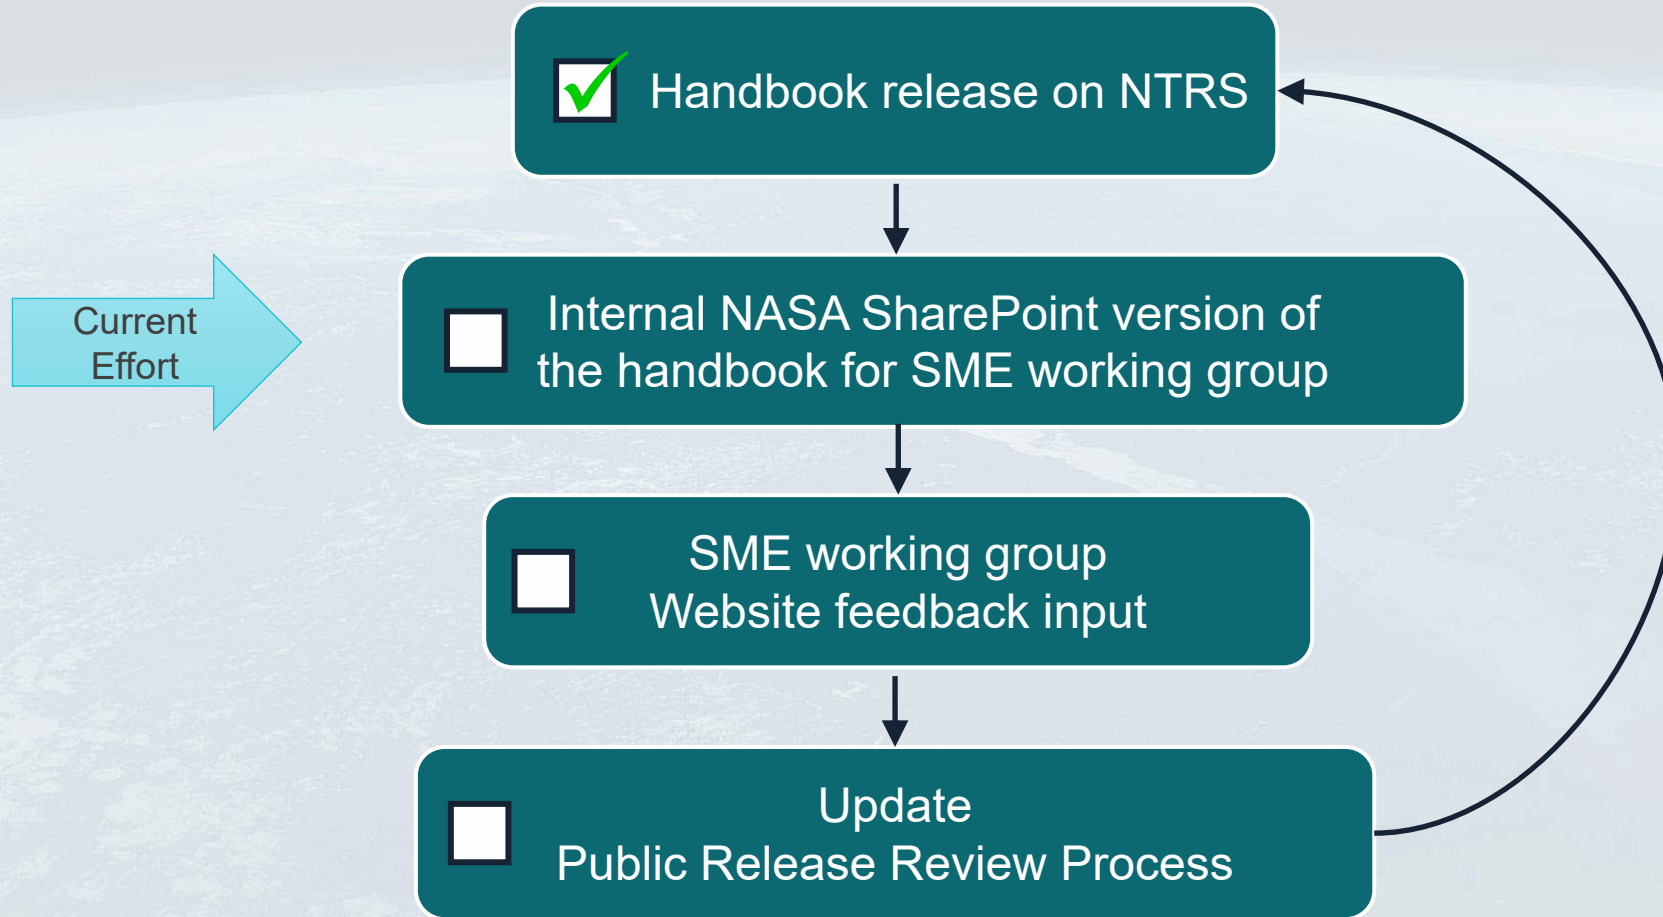 Handbook release on NTRS
Current
Effort
Internal NASA SharePoint version of
the handbook for SME working group
SME working group
Website feedback input
Update
Public Release Review Process